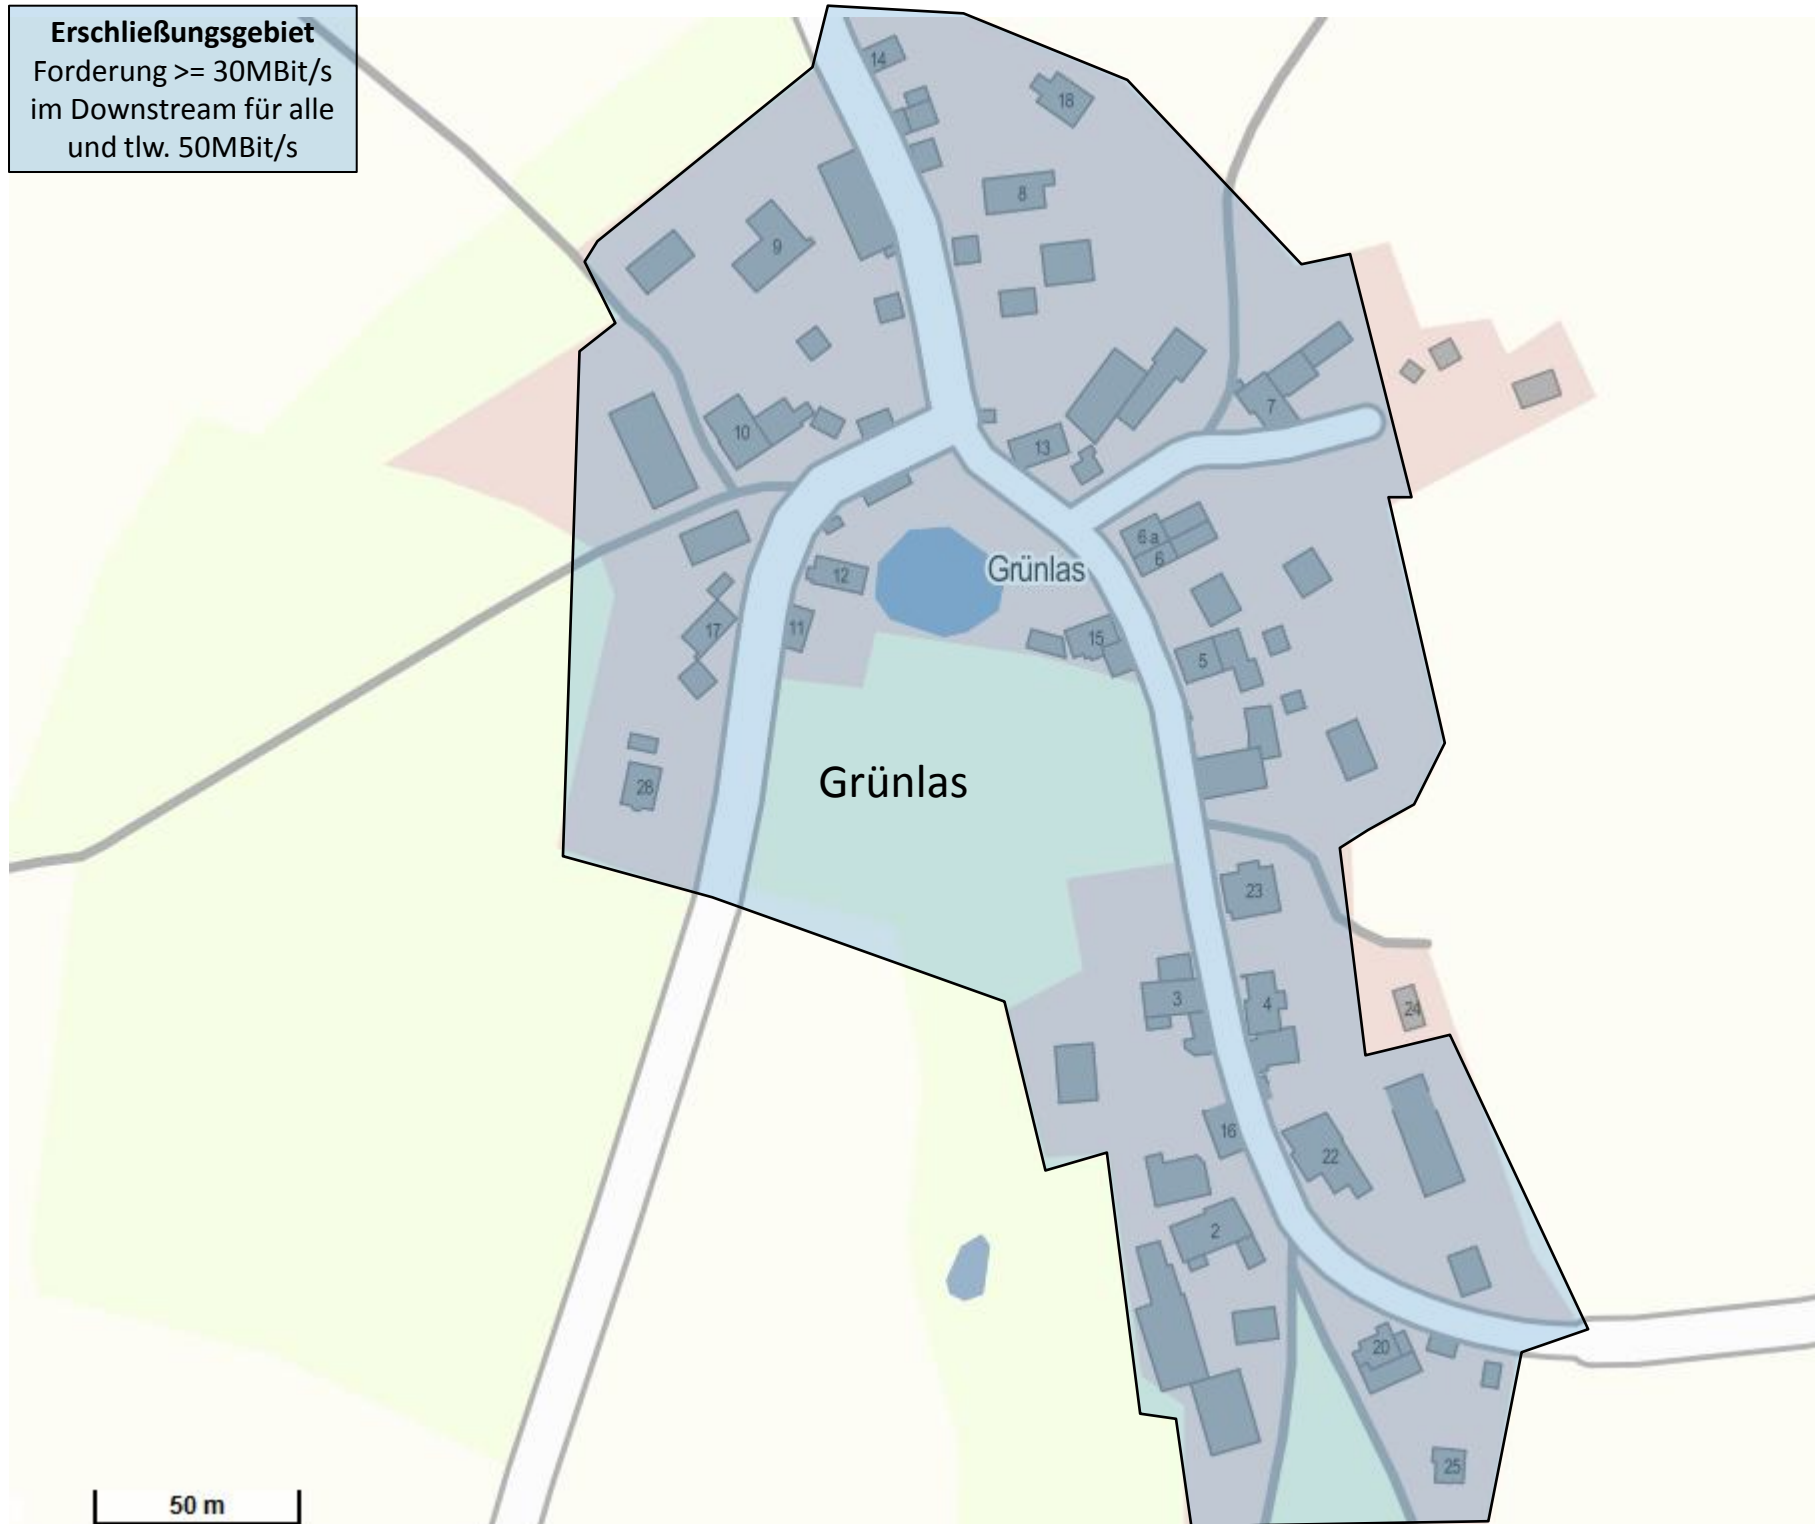 Erschließungsgebiet
Forderung >= 30MBit/s
im Downstream für alle
und tlw. 50MBit/s
14
18
8
9
7
10
13
6 a
6
12
Grünlas
11
17
15
5
28
Grünlas
23
3
4
24
16
22
2
20
25
50 m